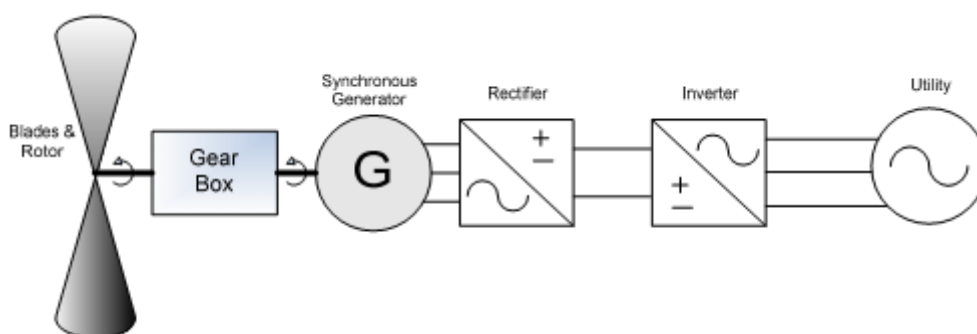 Blades &
Rotor
Gear
Box
Synchronous
Generator
G
Rectifier
+
−
Inverter
+
−
Utility